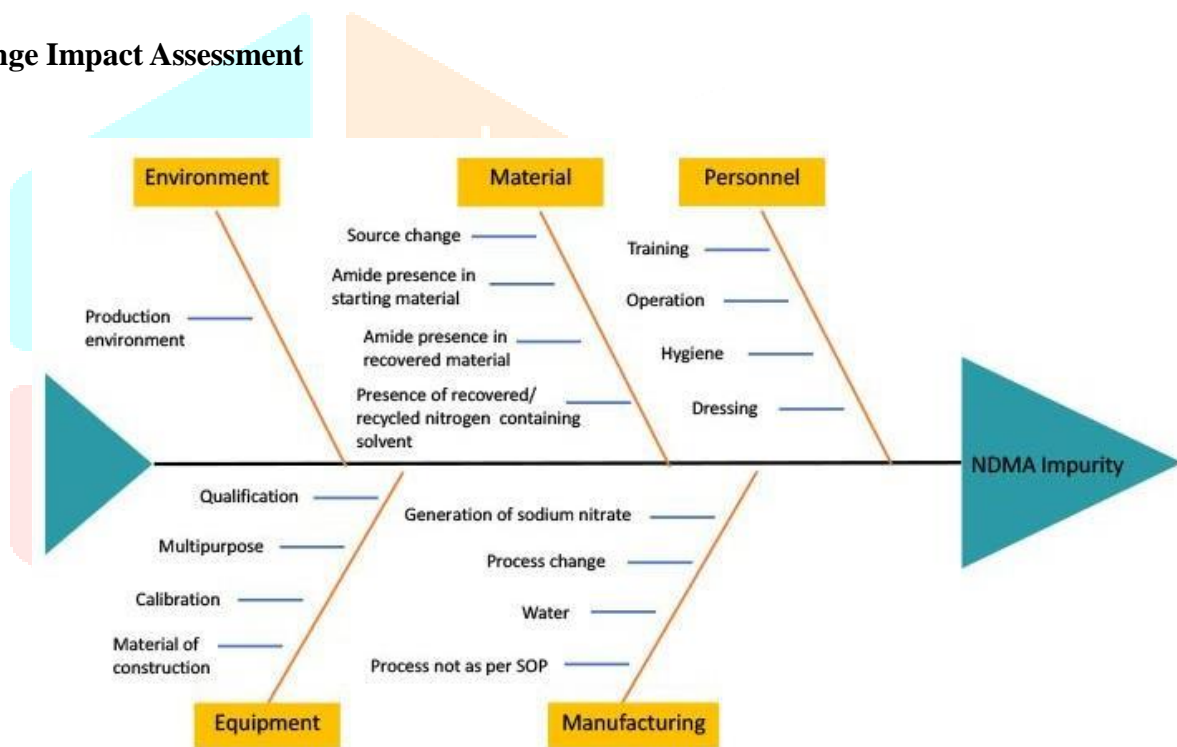 nge Impact Assessment
Environment
Material
Personnel
Source change
Amide presence in
starting material
Amide presence in
recovered material
Presence of recovered/
recycled nitrogen containing
solvent
Training
Operation
Hygiene
Dressing
Production
environment
NDMA Impurity
Qualification
Multipurpose
Calibration
Material of
construction
Generation of sodium nitrate
Process change
Water
Process not as per SOP
Equipment
Manufacturing